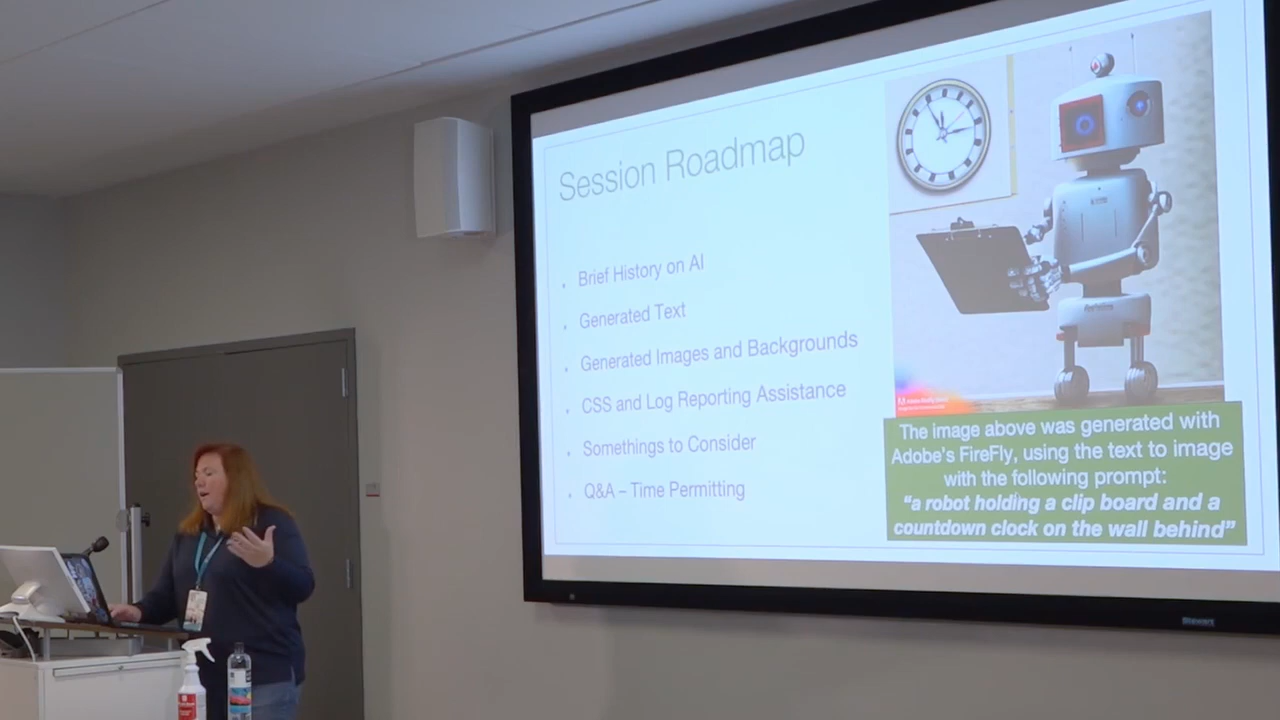 Session Roadmap
Brief History on AI
Generated Text
Generated Images and Backgrounds
CSS and Log Reporting Assistance
Somethings to Consider
Q&A – Time Permitting
The image above was generated with
Adobe's FireFly, using the text to image
with the following prompt:
“a robot holding a clip board and a
countdown clock on the wall behind”
Stewart